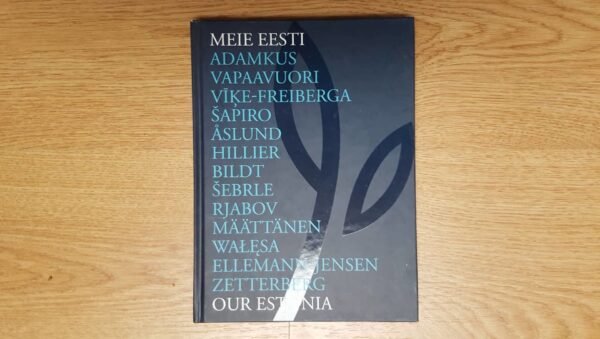 MEIE EESTI
ADAMKUS
VAPAAVUORI
VĪĶE-FREIBERGA
ŠAPIRO
ÅSLUND
HILLIER
BILDT
ŠEBRLE
RJABOV
MÄÄTTÄNEN
WAŁĘSA
ELLEMANN-JENSEN
ZETTERBERG
OUR ESTONIA